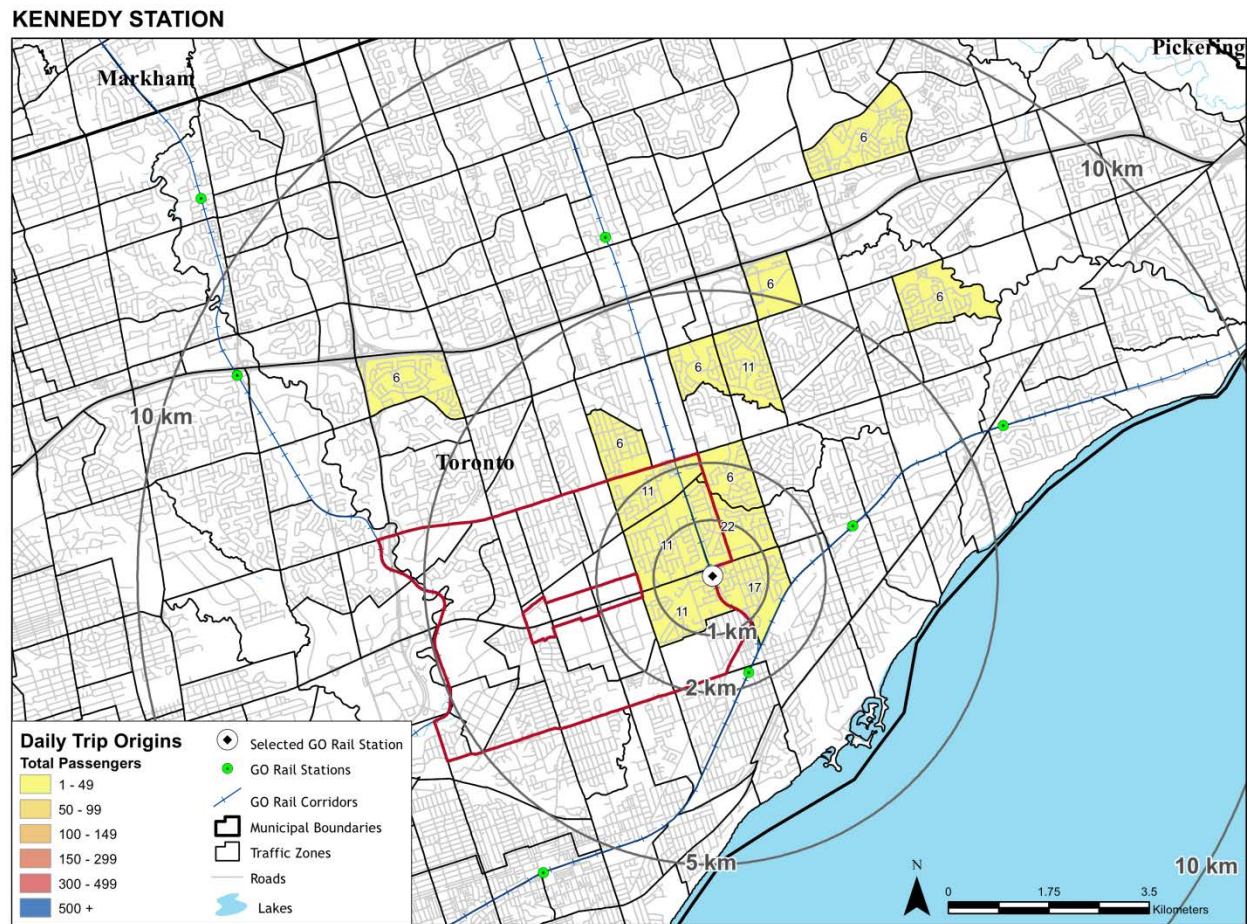 KENNEDY STATION
Pickering
Markham
6
10 km
6
6
6
11
6
10 km
6
Toronto
11
6
22
11
17
11
1 km
2 km
5 km
10 km
Daily Trip Origins
Total Passengers
1 - 49
50 - 99
100 - 149
150 - 299
300 - 499
500 +
Selected GO Rail Station
GO Rail Stations
GO Rail Corridors
Municipal Boundaries
Traffic Zones
Roads
Lakes
N
0 1.75 3.5
Kilometers